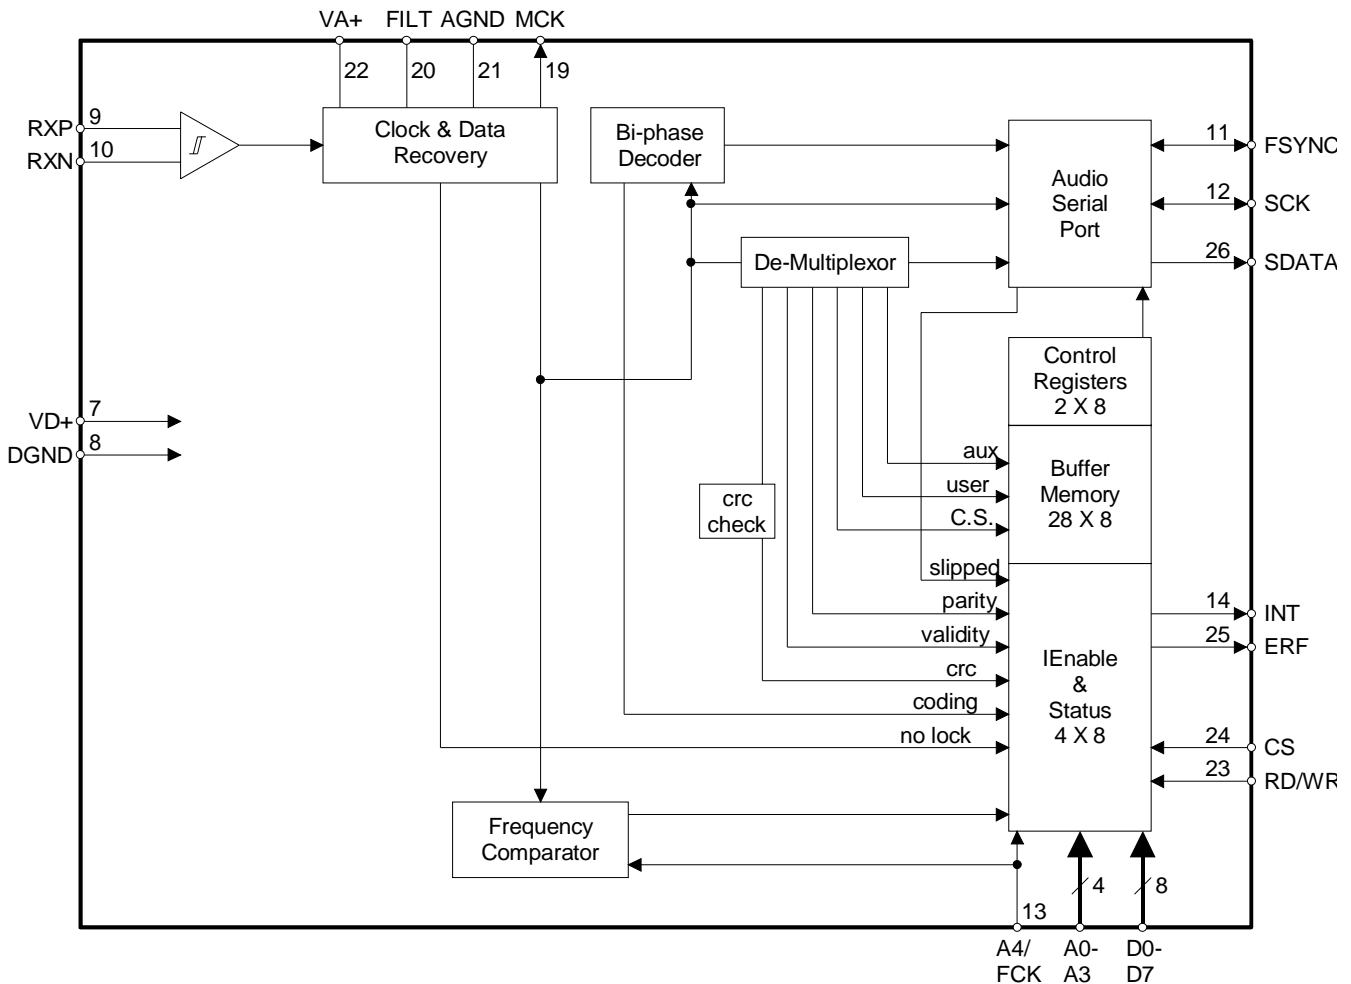 VA+ FILT AGND MCK
22 20 21 19
RXP 9
RXN 10
Clock & Data
Recovery
Bi-phase
Decoder
Audio
Serial
Port
11 FSYNC
12 SCK
26 SDATA
De-Multiplexor
Control
Registers
2 X 8
VD+ 7
DGND 8
aux
user
C.S.
Buffer
Memory
28 X 8
crc
check
slipped
parity
validity
crc
coding
no lock
IEnable
&
Status
4 X 8
14 INT
25 ERF
24 CS
23 RD/WR
Frequency
Comparator
13 4 8
A4/
FCK
A0-
A3
D0-
D7